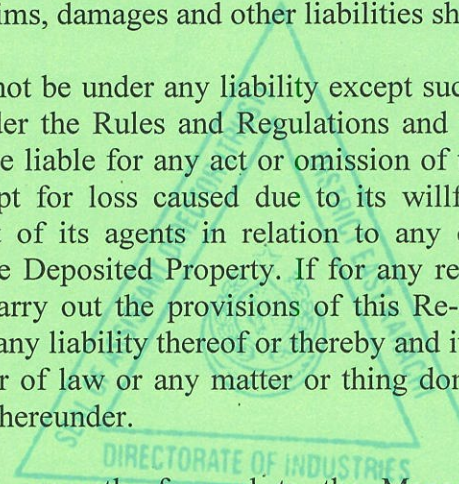 ims, damages and other liabilities sh
not be under any liability except suc
ler the Rules and Regulations and
e liable for any act or omission of
pt for loss caused due to its willf
of its agents in relation to any
e Deposited Property. If for any re
arry out the provisions of this Re-
any liability thereof or thereby and i
r of law or any matter or thing don
hereunder.
DIRECTORATE OF INDUSTRIES